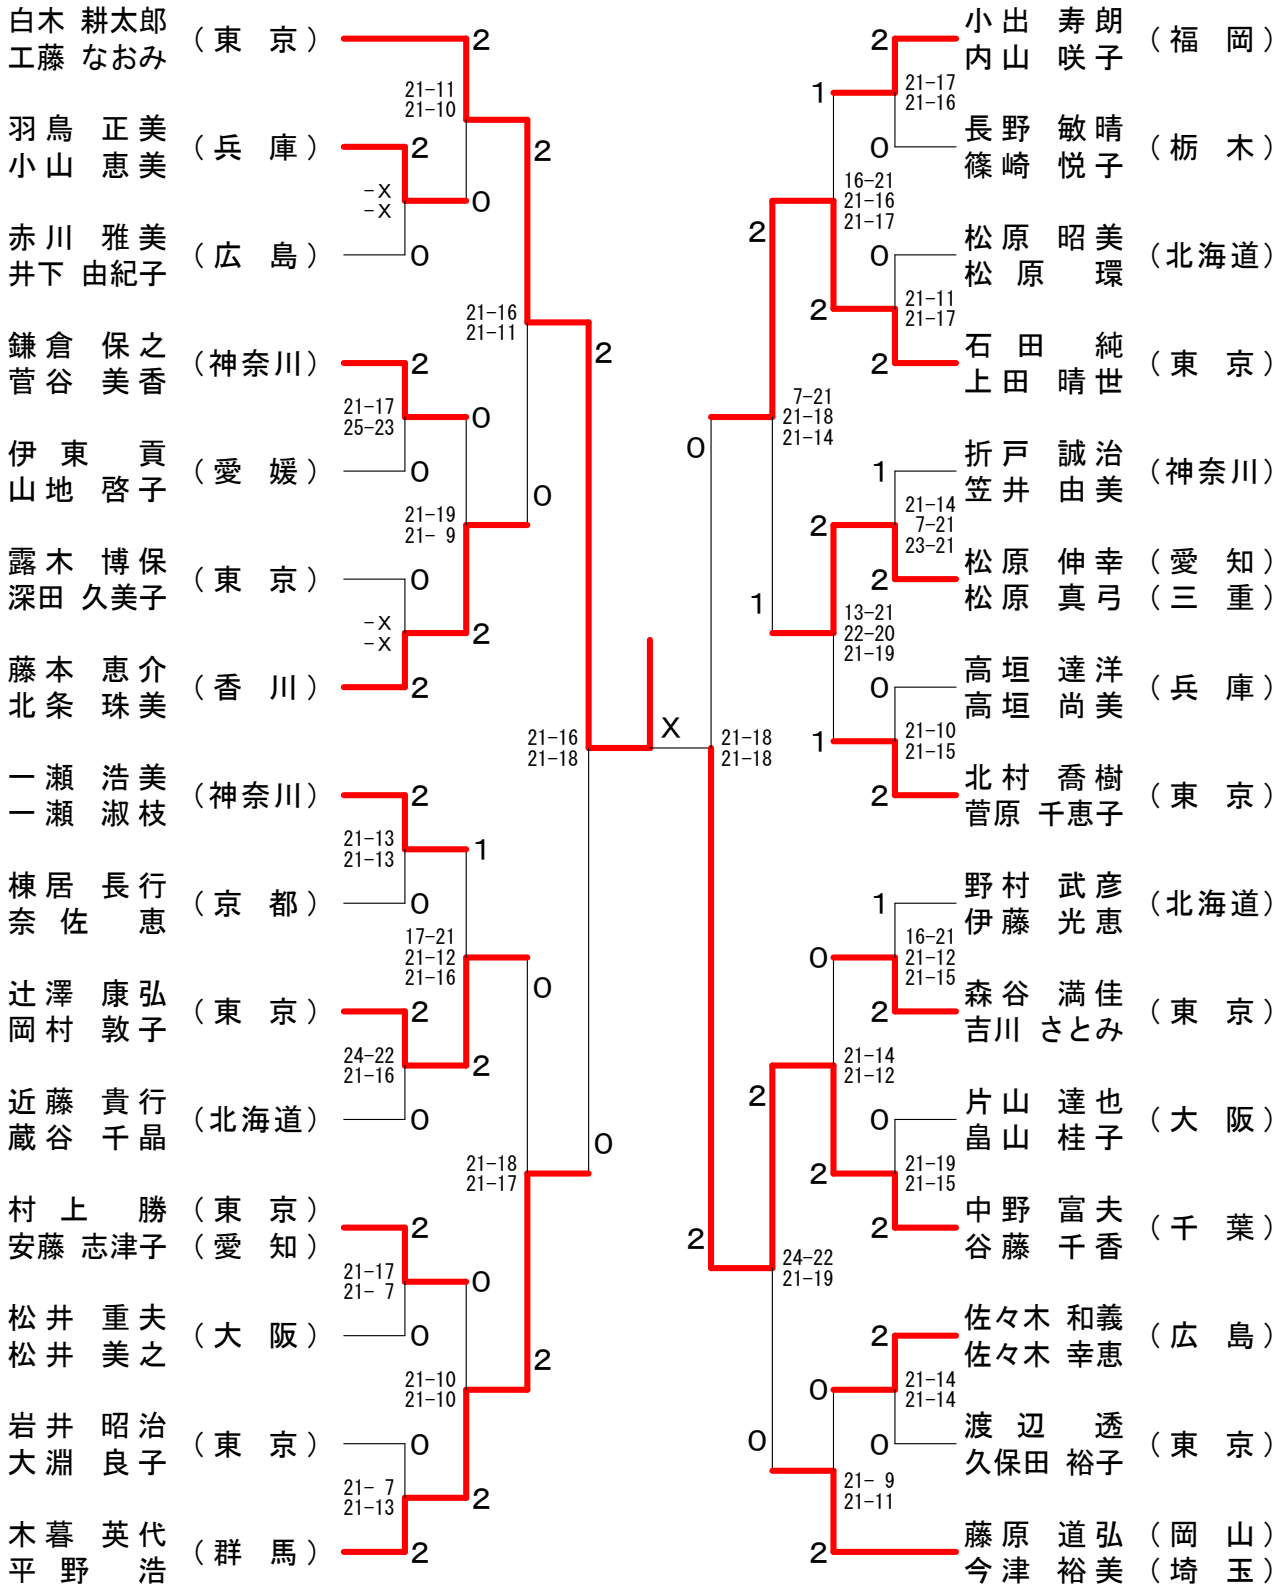 白木 耕太郎
工藤 なおみ
(東 京)
2
21-11
21-10
羽鳥 正美
小山 恵美
(兵 庫)
2
2
-X
-X
0
赤川 雅美
井下 由紀子
(広 島)
0
21-16
21-11
鎌倉 保之
菅谷 美香
(神奈川)
2
2
21-17
25-23
0
伊東 貢
山地 啓子
(愛 媛)
0
0
21-19
21- 9
露木 博保
深田 久美子
(東 京)
0
-X
-X
2
藤本 恵介
北条 珠美
(香 川)
2
21-16
21-18
X
一瀬 浩美
一瀬 淑枝
(神奈川)
2
21-13
21-13
1
棟居 長行
奈佐 恵
(京 都)
0
17-21
21-12
21-16
0
辻澤 康弘
岡村 敦子
(東 京)
2
24-22
21-16
2
近藤 貴行
蔵谷 千晶
(北海道)
0
0
21-18
21-17
村上 勝
安藤 志津子
(東 京)
(愛 知)
2
21-17
21- 7
0
松井 重夫
松井 美之
(大 阪)
0
2
21-10
21-10
岩井 昭治
大淵 良子
(東 京)
0
21- 7
21-13
2
木暮 英代
平野 浩
(群 馬)
2
2
小出 寿朗
内山 咲子
(福 岡)
1
21-17
21-16
0
長野 敏晴
篠崎 悦子
(栃 木)
16-21
21-16
21-17
2
0
松原 昭美
松原 環
(北海道)
2
21-11
21-17
2
石田 純
上田 晴世
(東 京)
7-21
21-18
21-14
0
1
折戸 誠治
笠井 由美
(神奈川)
2
21-14
7-21
23-21
2
松原 伸幸
松原 真弓
(愛 知)
(三 重)
1
13-21
22-20
21-19
0
高垣 達洋
高垣 尚美
(兵 庫)
1
21-10
21-15
21-18
21-18
2
北村 喬樹
菅原 千恵子
(東 京)
1
野村 武彦
伊藤 光恵
(北海道)
0
16-21
21-12
21-15
2
森谷 満佳
吉川 さとみ
(東 京)
21-14
21-12
2
0
片山 達也
畠山 桂子
(大 阪)
2
21-19
21-15
2
中野 富夫
谷藤 千香
(千 葉)
2
24-22
21-19
2
佐々木 和義
佐々木 幸恵
(広 島)
0
21-14
21-14
0
0
渡辺 透
久保田 裕子
(東 京)
21- 9
21-11
2
藤原 道弘
今津 裕美
(岡 山)
(埼 玉)